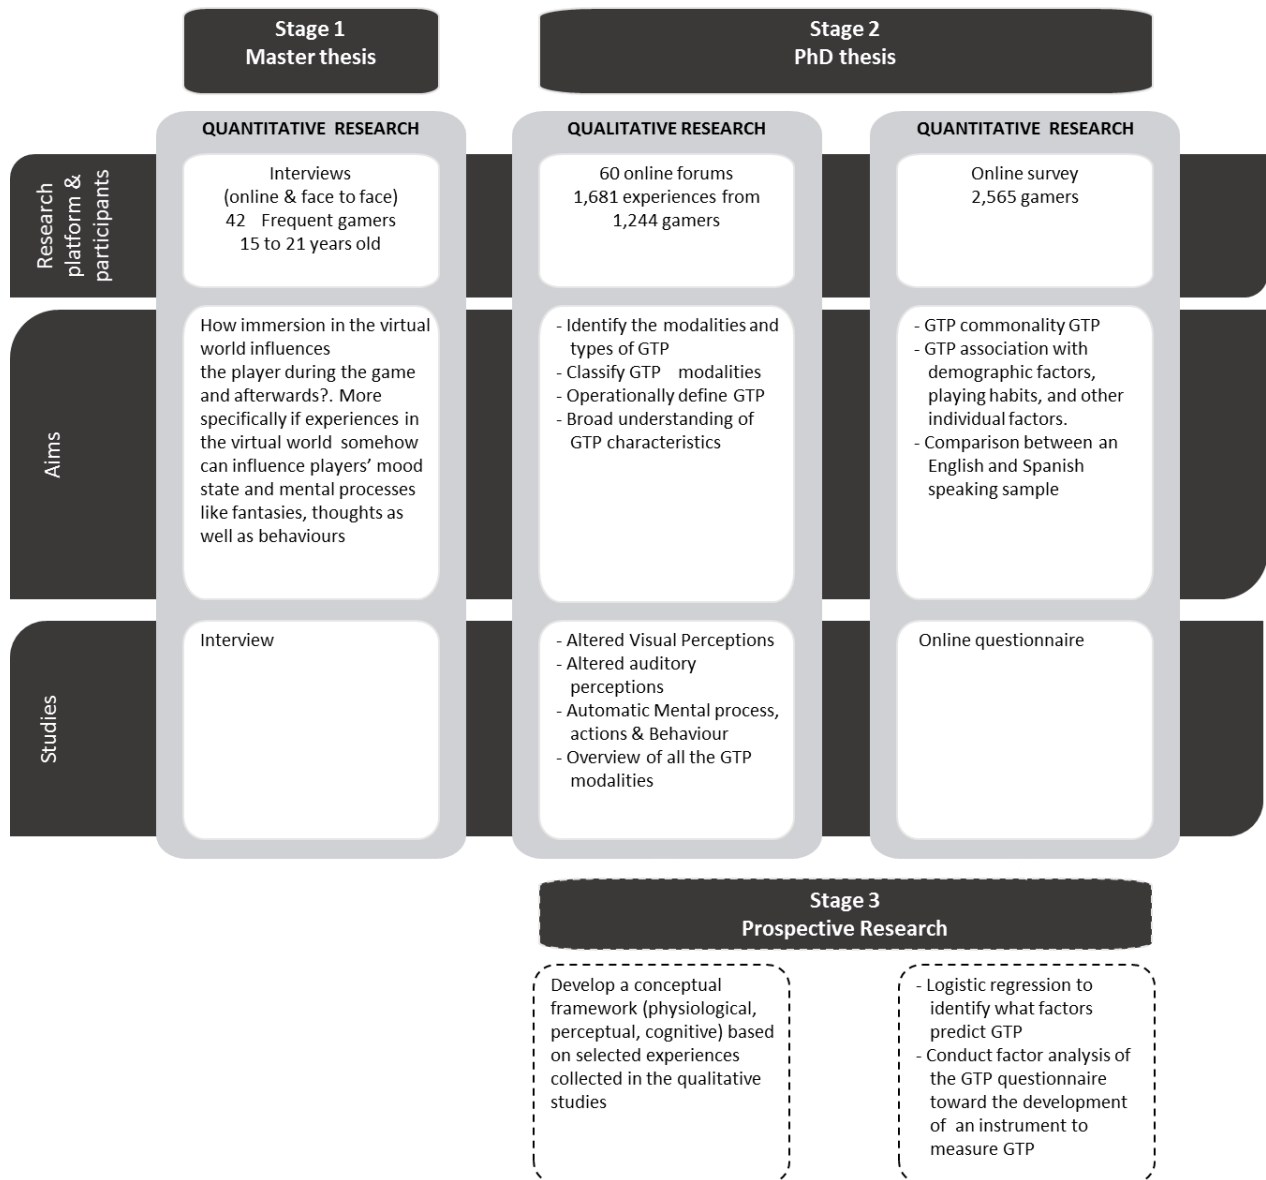 Stage 1
Master thesis
Stage 2
PhD thesis
QUANTITATIVE RESEARCH
QUALITATIVE RESEARCH
QUANTITATIVE RESEARCH
Research
platform &
participants
Interviews
(online & face to face)
42 Frequent gamers
15 to 21 years old
60 online forums
1,681 experiences from
1,244 gamers
Online survey
2,565 gamers
Aims
How immersion in the virtual
world influences
the player during the game
and afterwards?. More
specifically if experiences in
the virtual world somehow
can influence players’ mood
state and mental processes
like fantasies, thoughts as
well as behaviours
- Identify the modalities and
types of GTP
- Classify GTP modalities
- Operationally define GTP
- Broad understanding of
GTP characteristics
- GTP commonality GTP
- GTP association with
demographic factors,
playing habits, and other
individual factors.
- Comparison between an
English and Spanish
speaking sample
Studies
Interview
- Altered Visual Perceptions
- Altered auditory
perceptions
- Automatic Mental process,
actions & Behaviour
- Overview of all the GTP
modalities
Online questionnaire
Stage 3
Prospective Research
Develop a conceptual
framework (physiological,
perceptual, cognitive) based
on selected experiences
collected in the qualitative
studies
- Logistic regression to
identify what factors
predict GTP
- Conduct factor analysis of
the GTP questionnaire
toward the development
of an instrument to
measure GTP